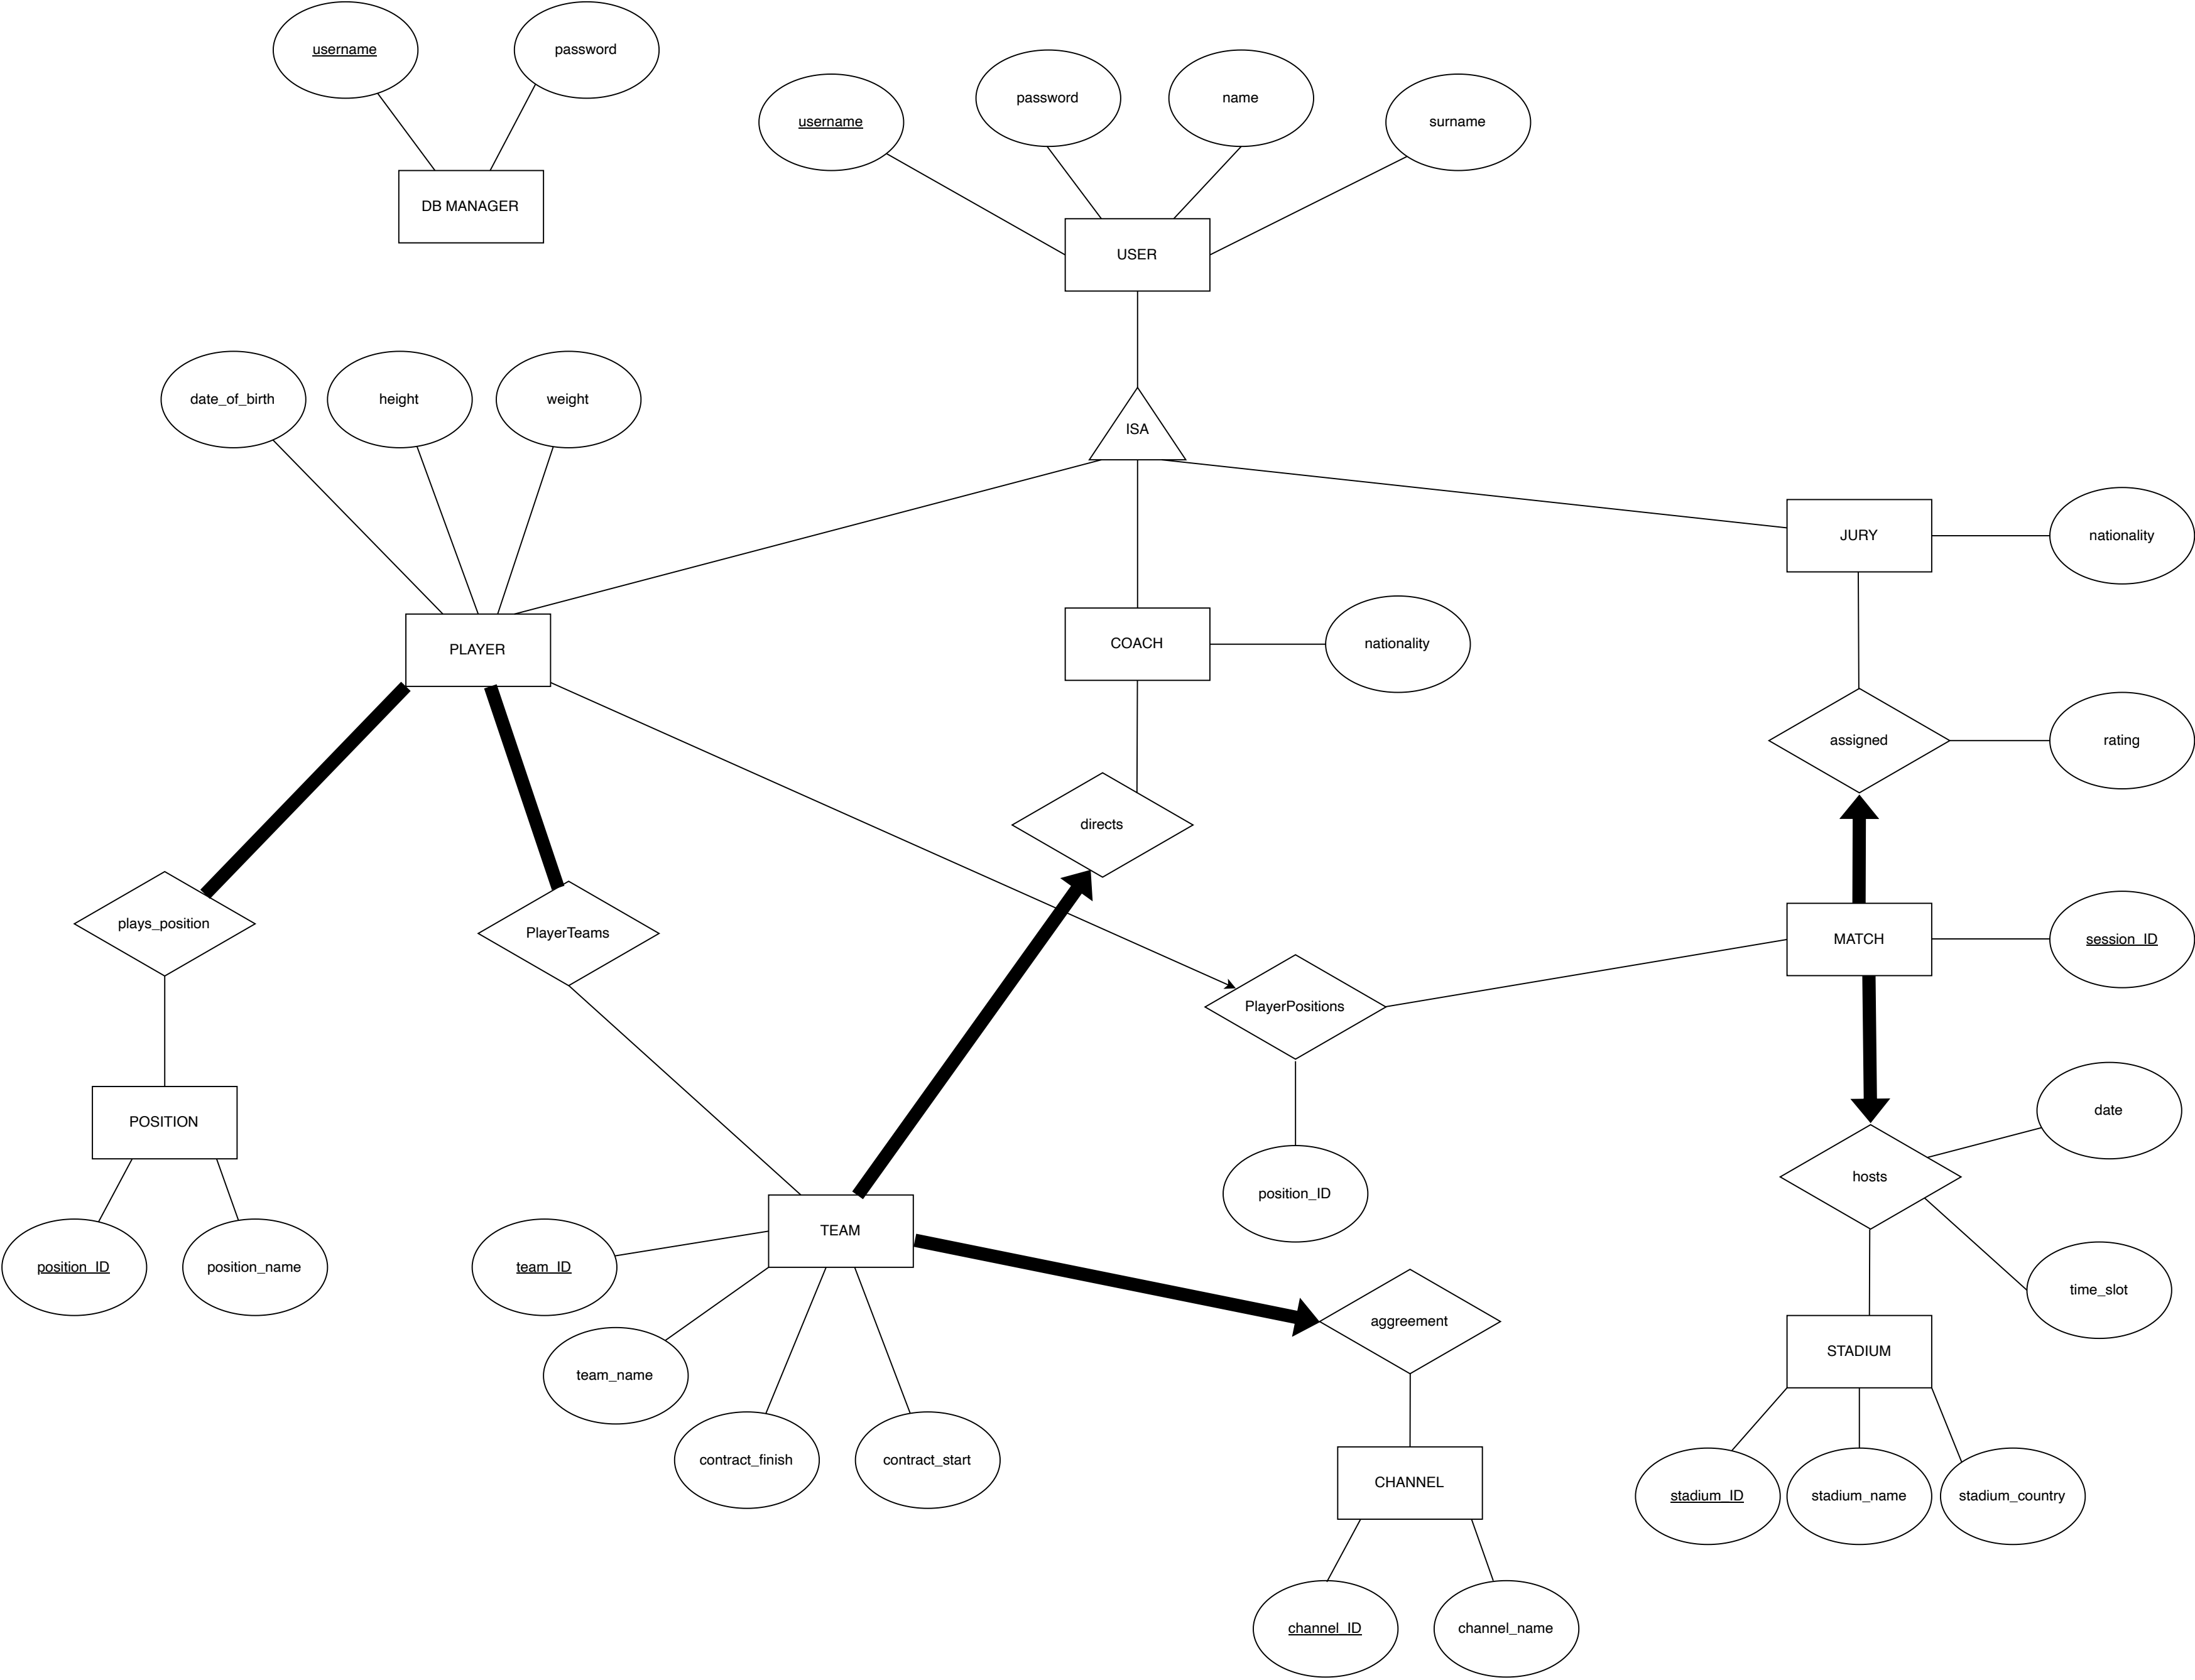 username
password
password
name
username
surname
DB MANAGER
USER
date_of_birth
height
weight
ISA
JURY
nationality
PLAYER
COACH
nationality
assigned
rating
directs
plays_position
PlayerTeams
MATCH
session_ID
PlayerPositions
date
POSITION
hosts
position_ID
TEAM
position_ID
position_name
team_ID
time_slot
aggreement
STADIUM
team_name
contract_finish
contract_start
CHANNEL
stadium_ID
stadium_name
stadium_country
channel_ID
channel_name